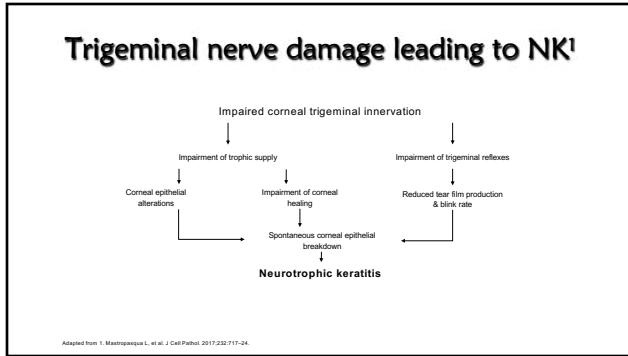 Trigeminal nerve damage leading to NK¹
Impaired corneal trigeminal innervation
Impairment of trophic supply
Impairment of trigeminal reflexes
Corneal epithelial
alterations
Impairment of corneal
healing
Reduced tear film production
& blink rate
Spontaneous corneal epithelial
breakdown
Neurotrophic keratitis
Adapted from 1. Mastropasqua L, et al. J Cell Pathol. 2017;232:717–24.